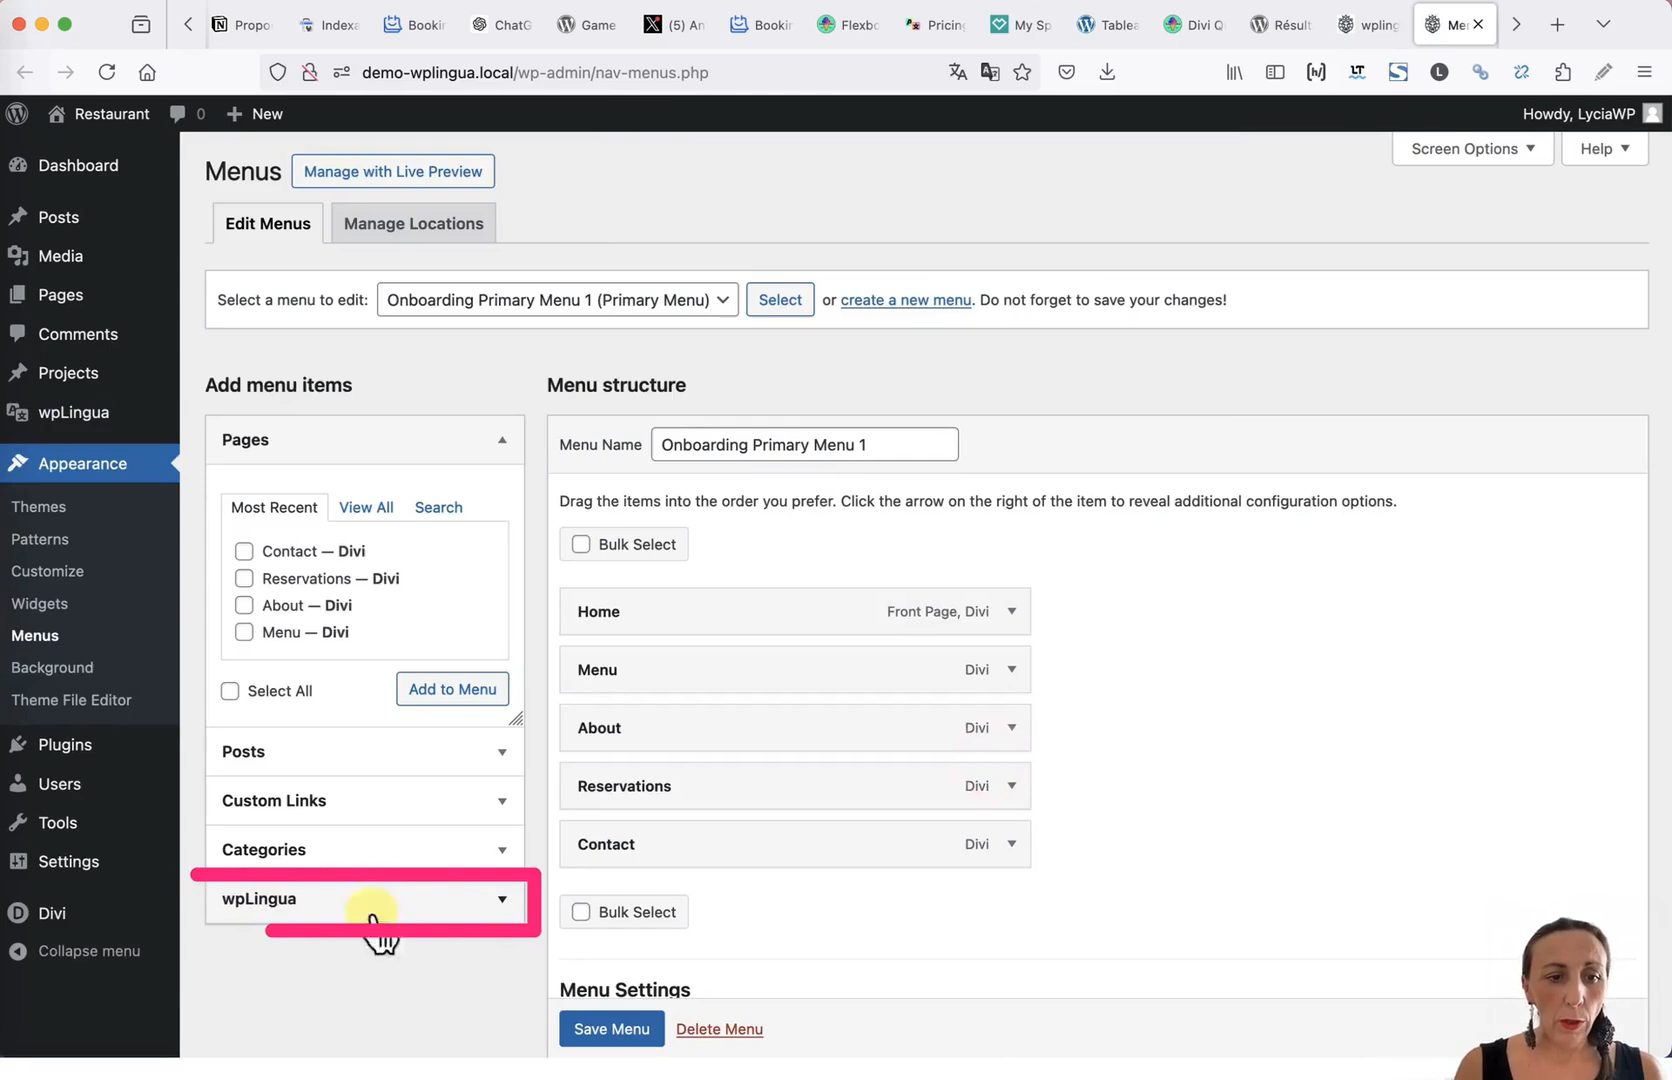 Propo
Indexa
Bookin
ChatG
Game
(5) An
Bookin
Flexbo
Pricing
My Sp
Tablea
Divi Qu
Résult
wpling
Me
demo-wplingua.local/wp-admin/nav-menus.php
Restaurant 0 New
Howdy, LyciaWP
Dashboard
Posts
Media
Pages
Comments
Projects
wpLingua
Appearance
Themes
Patterns
Customize
Widgets
Menus
Background
Theme File Editor
Plugins
Users
Tools
Settings
Divi
Collapse menu
Screen Options
Help
Menus Manage with Live Preview
Edit Menus Manage Locations
Select a menu to edit: Onboarding Primary Menu 1 (Primary Menu) Select or create a new menu. Do not forget to save your changes!
Add menu items
Pages
Most Recent View All Search
Contact — Divi
Reservations — Divi
About — Divi
Menu — Divi
Select All Add to Menu
Posts
Custom Links
Categories
wpLingua
Menu structure
Menu Name Onboarding Primary Menu 1
Drag the items into the order you prefer. Click the arrow on the right of the item to reveal additional configuration options.
Bulk Select
Home Front Page, Divi
Menu Divi
About Divi
Reservations Divi
Contact Divi
Bulk Select
Menu Settings
Save Menu Delete Menu